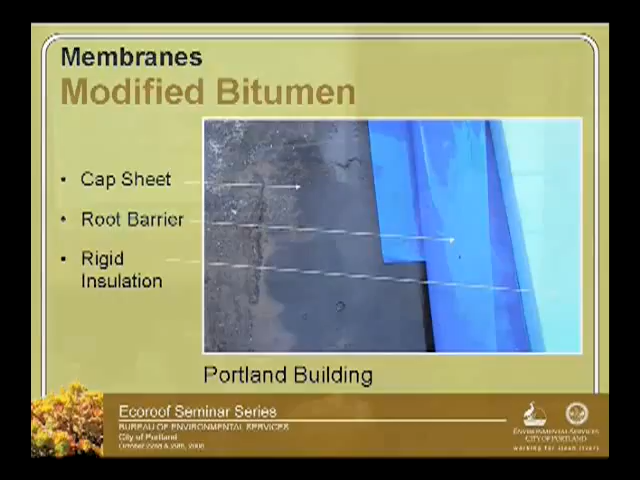 Membranes
Modified Bitumen
• Cap Sheet
• Root Barrier
• Rigid
Insulation
Portland Building
Ecoroof Seminar Series
BUREAU OF ENVIRONMENTAL SERVICES
City of Portland
ENVIRONMENTAL SERVICES
CITY OF PORTLAND
working for clean rivers